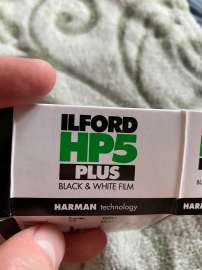 ILFORD
HP5
PLUS
BLACK & WHITE FILM
HARMAN technology